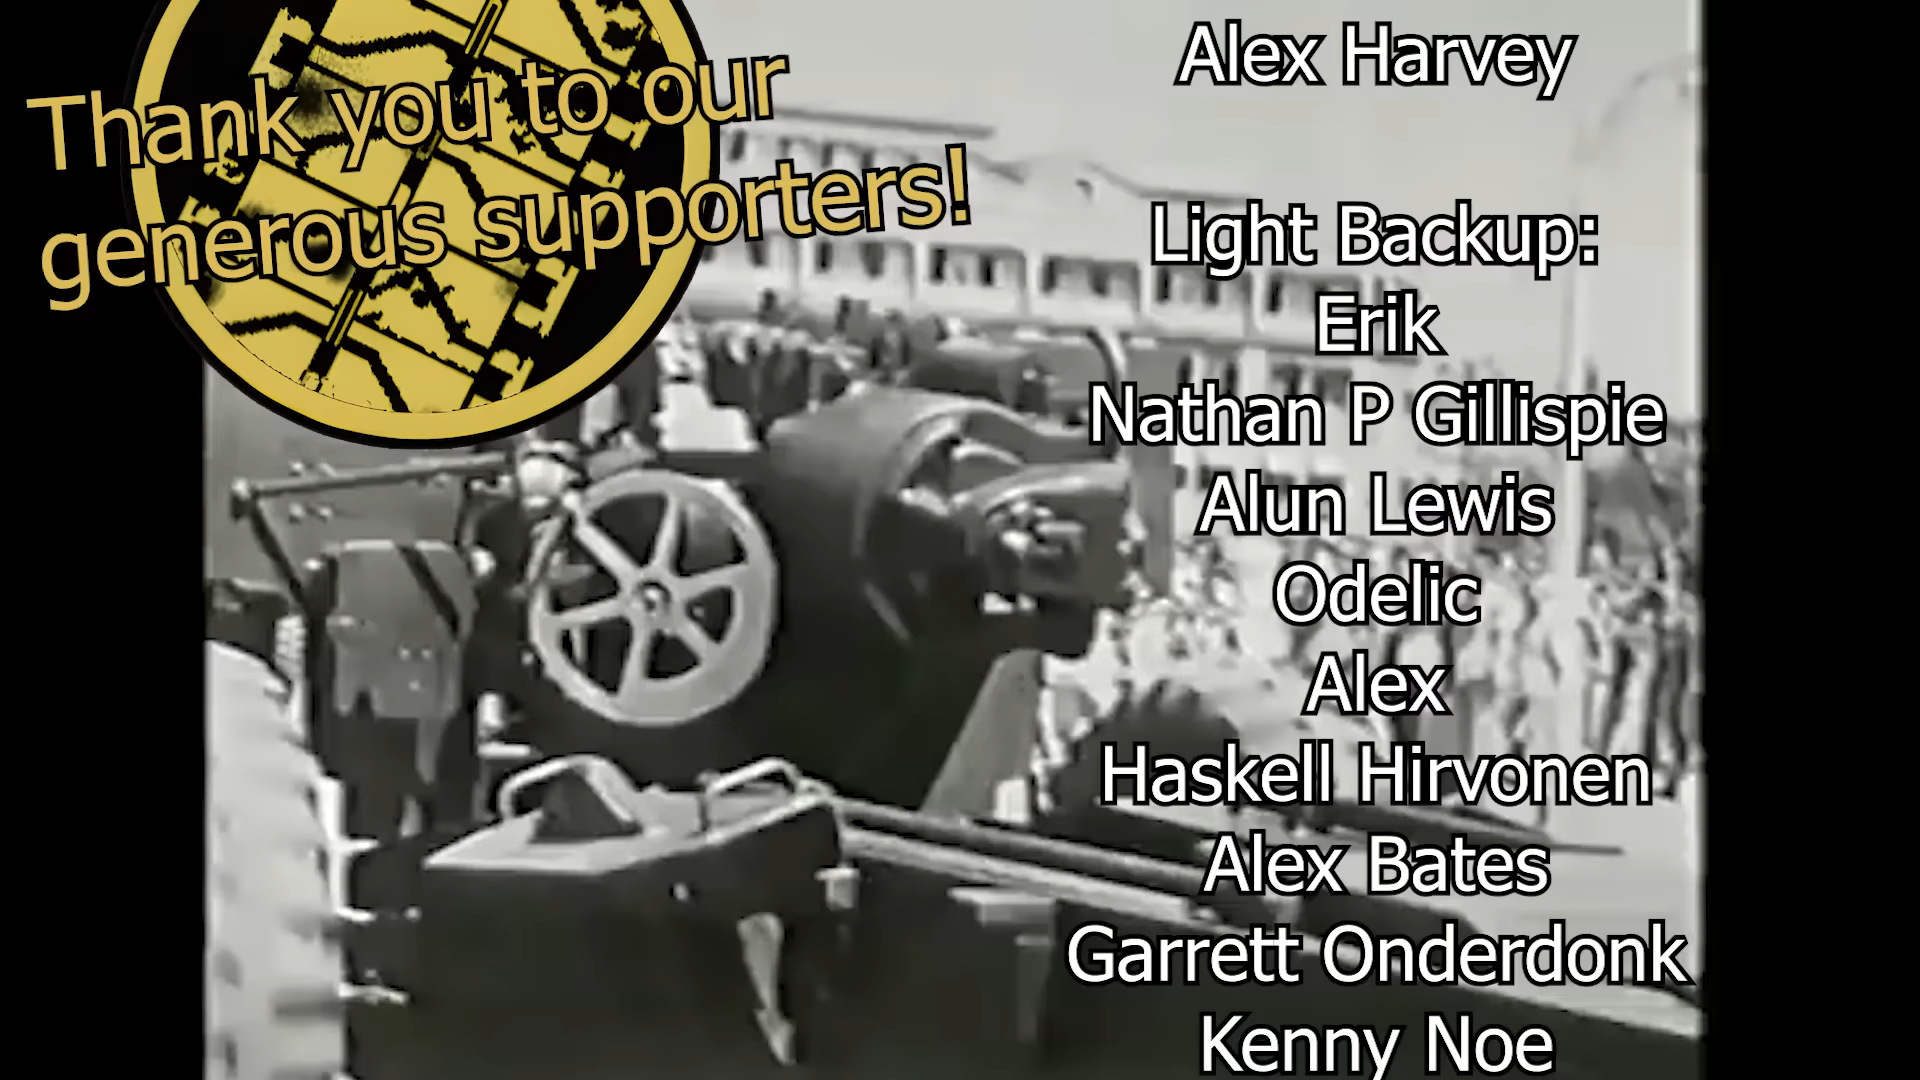 Thank you to our
generous supporters!
Alex Harvey
Light Backup:
Erik
Nathan P Gillispie
Alun Lewis
Odelic
Alex
Haskell Hirvonen
Alex Bates
Garrett Onderdonk
Kenny Noe